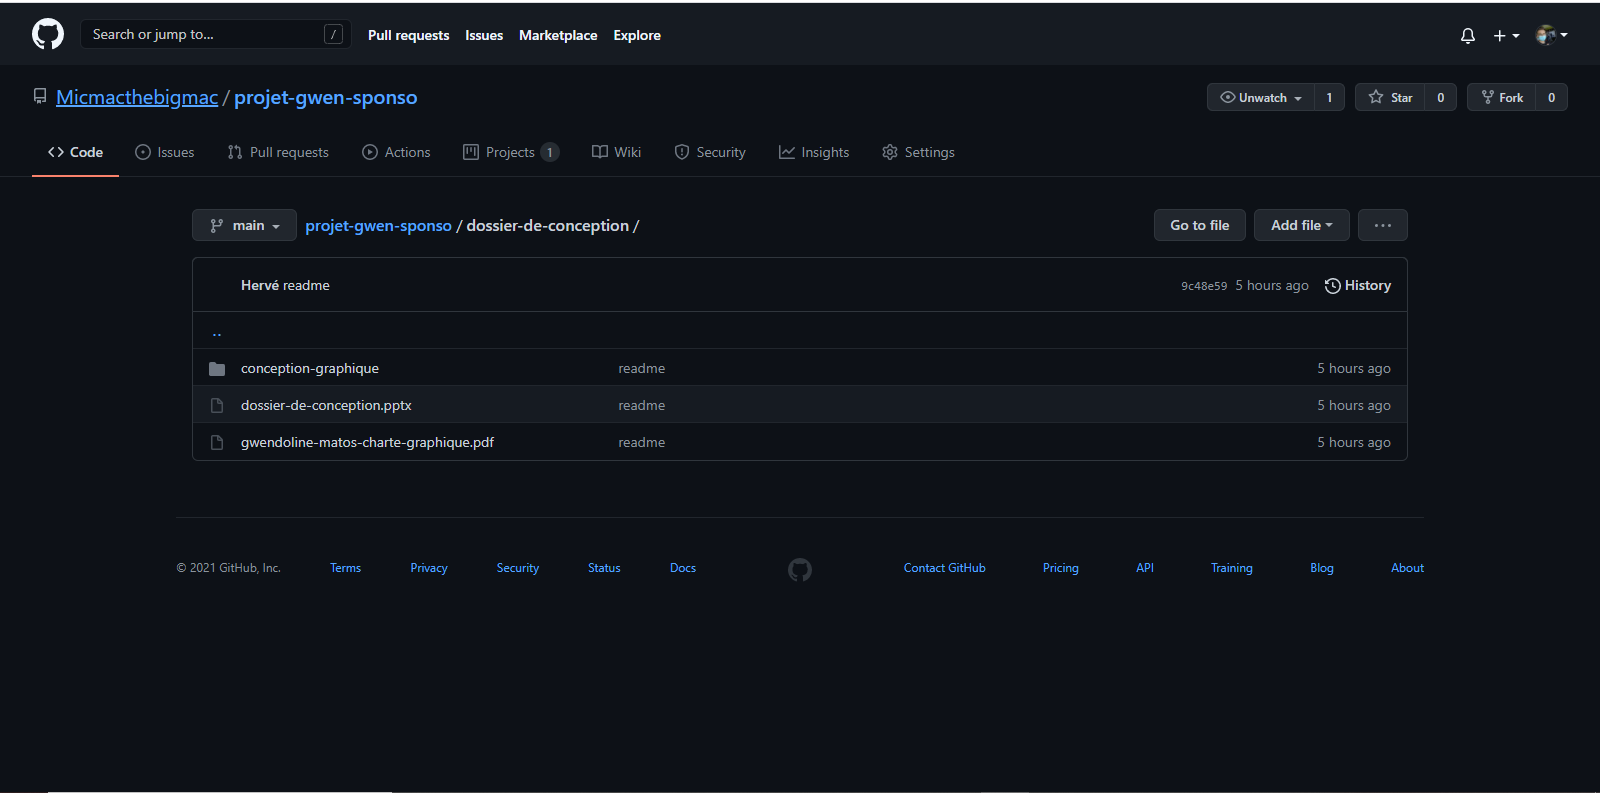 Search or jump to... /
Pull requests Issues Marketplace Explore
Micmacthebigmac / projet-gwen-sponso
Unwatch 1 Star 0 Fork 0
Code Issues Pull requests Actions Projects 1 Wiki Security Insights Settings
main projet-gwen-sponso / dossier-de-conception /
Go to file Add file ...
Hervé readme 9c48e59 5 hours ago History
..
conception-graphique readme 5 hours ago
dossier-de-conception.pptx readme 5 hours ago
gwendoline-matos-charte-graphique.pdf readme 5 hours ago
© 2021 GitHub, Inc. Terms Privacy Security Status Docs Contact GitHub Pricing API Training Blog About